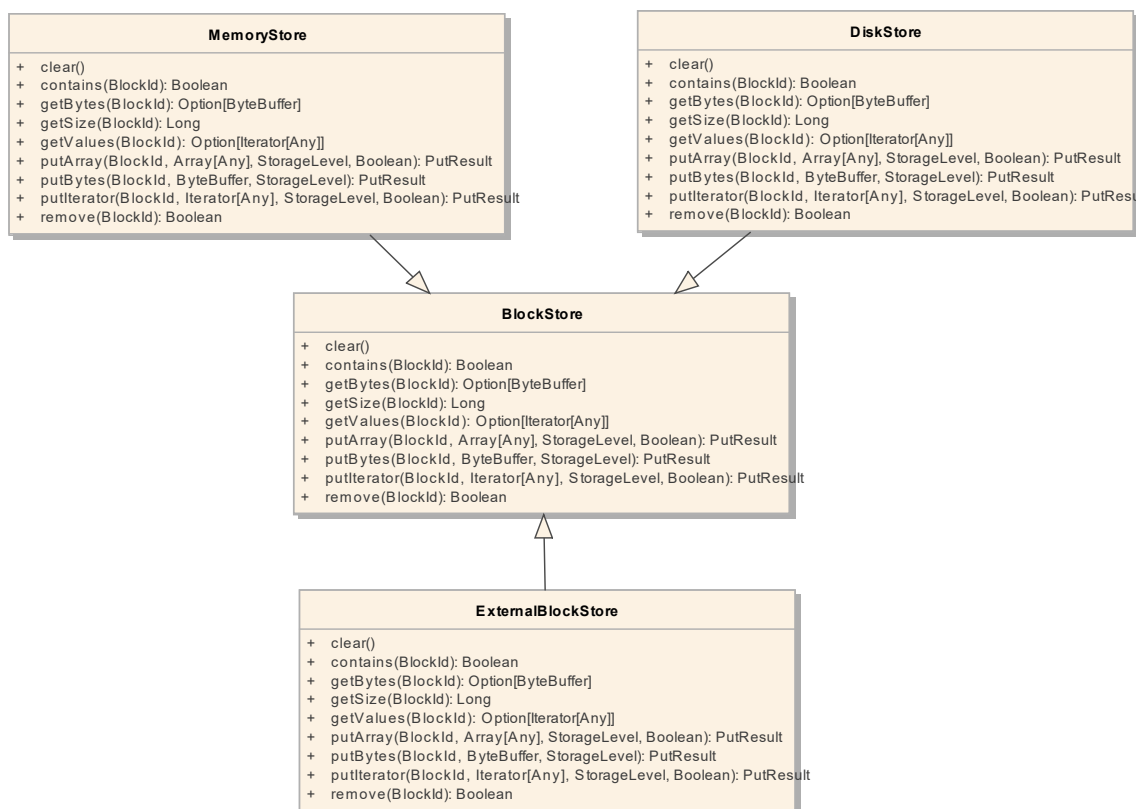 MemoryStore
+ clear()
+ contains(BlockId): Boolean
+ getBytes(BlockId): Option[ByteBuffer]
+ getSize(BlockId): Long
+ getValues(BlockId): Option[Iterator[Any]]
+ putArray(BlockId, Array[Any], StorageLevel, Boolean): PutResult
+ putBytes(BlockId, ByteBuffer, StorageLevel): PutResult
+ putIterator(BlockId, Iterator[Any], StorageLevel, Boolean): PutResult
+ remove(BlockId): Boolean
DiskStore
+ clear()
+ contains(BlockId): Boolean
+ getBytes(BlockId): Option[ByteBuffer]
+ getSize(BlockId): Long
+ getValues(BlockId): Option[Iterator[Any]]
+ putArray(BlockId, Array[Any], StorageLevel, Boolean): PutResult
+ putBytes(BlockId, ByteBuffer, StorageLevel): PutResult
+ putIterator(BlockId, Iterator[Any], StorageLevel, Boolean): PutResu
+ remove(BlockId): Boolean
BlockStore
+ clear()
+ contains(BlockId): Boolean
+ getBytes(BlockId): Option[ByteBuffer]
+ getSize(BlockId): Long
+ getValues(BlockId): Option[Iterator[Any]]
+ putArray(BlockId, Array[Any], StorageLevel, Boolean): PutResult
+ putBytes(BlockId, ByteBuffer, StorageLevel): PutResult
+ putIterator(BlockId, Iterator[Any], StorageLevel, Boolean): PutResult
+ remove(BlockId): Boolean
ExternalBlockStore
+ clear()
+ contains(BlockId): Boolean
+ getBytes(BlockId): Option[ByteBuffer]
+ getSize(BlockId): Long
+ getValues(BlockId): Option[Iterator[Any]]
+ putArray(BlockId, Array[Any], StorageLevel, Boolean): PutResult
+ putBytes(BlockId, ByteBuffer, StorageLevel): PutResult
+ putIterator(BlockId, Iterator[Any], StorageLevel, Boolean): PutResult
+ remove(BlockId): Boolean